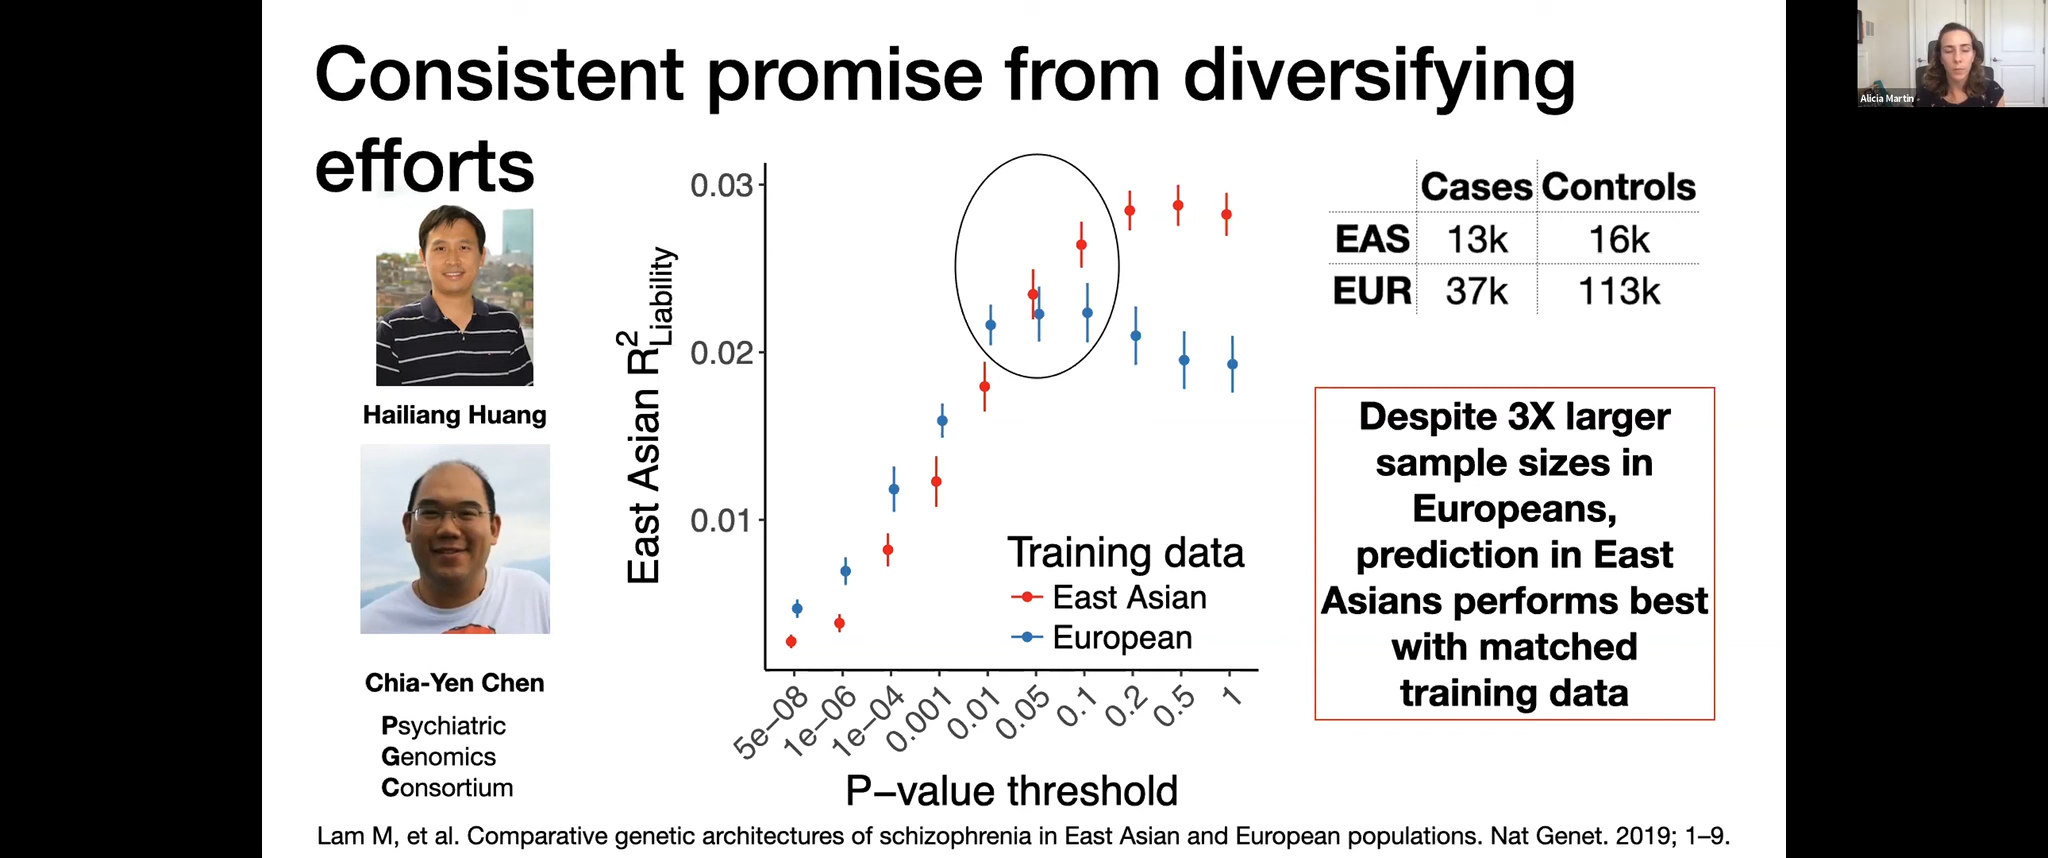 Consistent promise from diversifying
efforts
Alicia Martin
Hailiang Huang
Chia-Yen Chen
Psychiatric
Genomics
Consortium
East Asian R²Liability
0.03
0.02
0.01
Training data
East Asian
European
5e−08
1e−06
1e−04
0.001
0.01
0.05
0.1
0.2
0.5
1
P−value threshold
Cases Controls
EAS 13k 16k
EUR 37k 113k
Despite 3X larger
sample sizes in
Europeans,
prediction in East
Asians performs best
with matched
training data
Lam M, et al. Comparative genetic architectures of schizophrenia in East Asian and European populations. Nat Genet. 2019; 1–9.